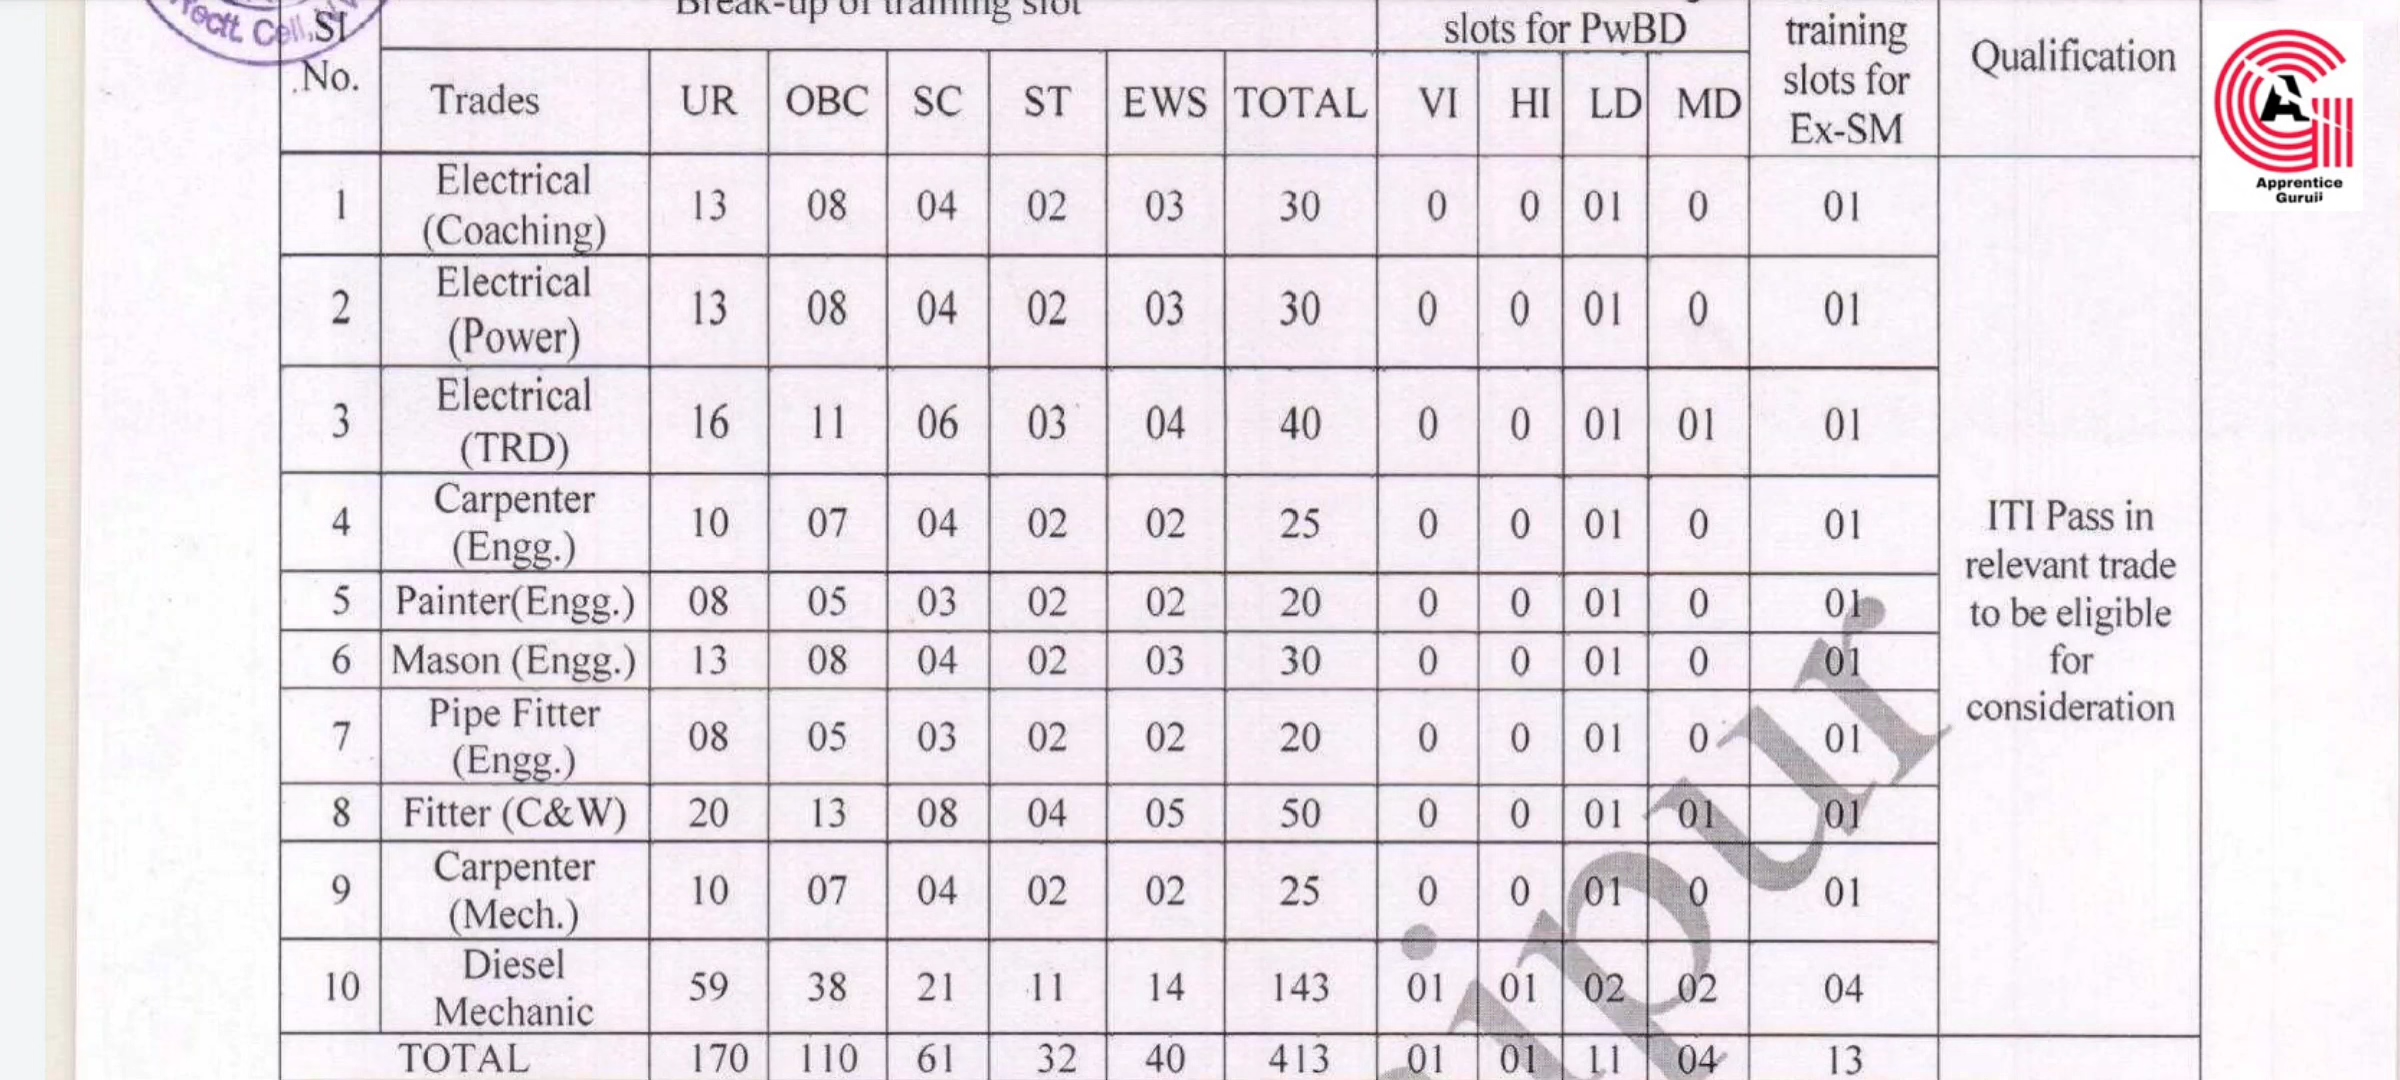 Rectt. Cell,
Break-up of training slot
slots for PwBD
training slots for Ex-SM
Qualification
Sl No.
Trades UR OBC SC ST EWS TOTAL VI HI LD MD
1 Electrical (Coaching) 13 08 04 02 03 30 0 0 01 0 01
2 Electrical (Power) 13 08 04 02 03 30 0 0 01 0 01
3 Electrical (TRD) 16 11 06 03 04 40 0 0 01 01 01
4 Carpenter (Engg.) 10 07 04 02 02 25 0 0 01 0 01
5 Painter(Engg.) 08 05 03 02 02 20 0 0 01 0 01
6 Mason (Engg.) 13 08 04 02 03 30 0 0 01 0 01
7 Pipe Fitter (Engg.) 08 05 03 02 02 20 0 0 01 0 01
8 Fitter (C&W) 20 13 08 04 05 50 0 0 01 01 01
9 Carpenter (Mech.) 10 07 04 02 02 25 0 0 01 0 01
10 Diesel Mechanic 59 38 21 11 14 143 01 01 02 02 04
TOTAL 170 110 61 32 40 413 01 01 11 04 13
ITI Pass in
relevant trade
to be eligible
for
consideration
ipur
Apprentice
Guruji